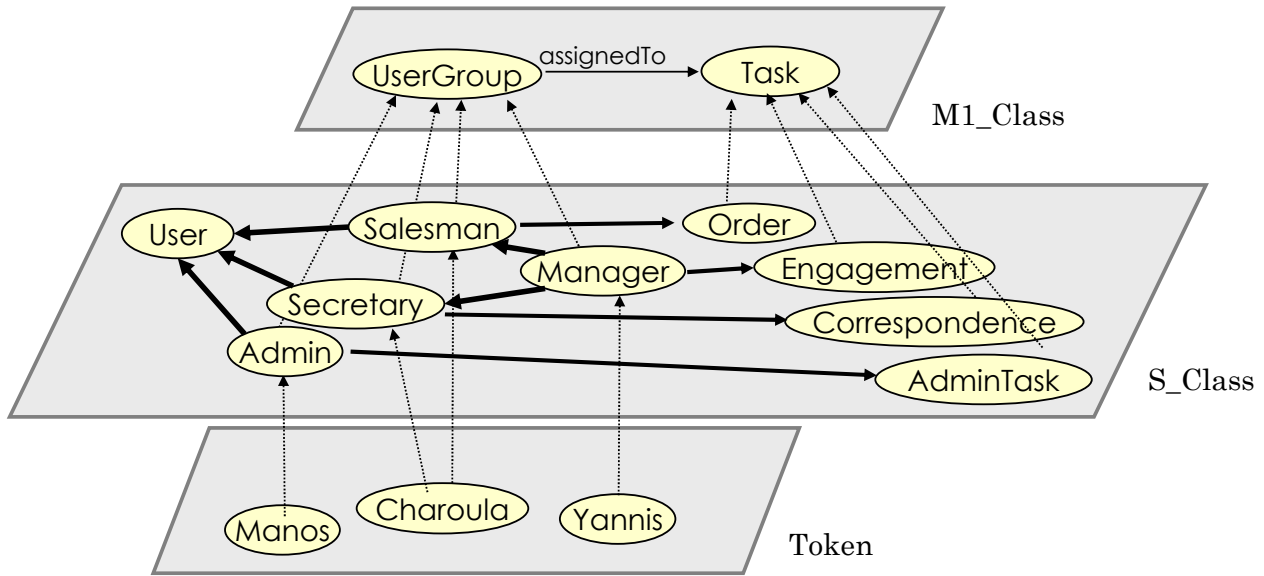 assignedTo
UserGroup
Task
M1_Class
User
Salesman
Order
Manager
Engagement
Secretary
Correspondence
Admin
AdminTask
S_Class
Manos
Charoula
Yannis
Token